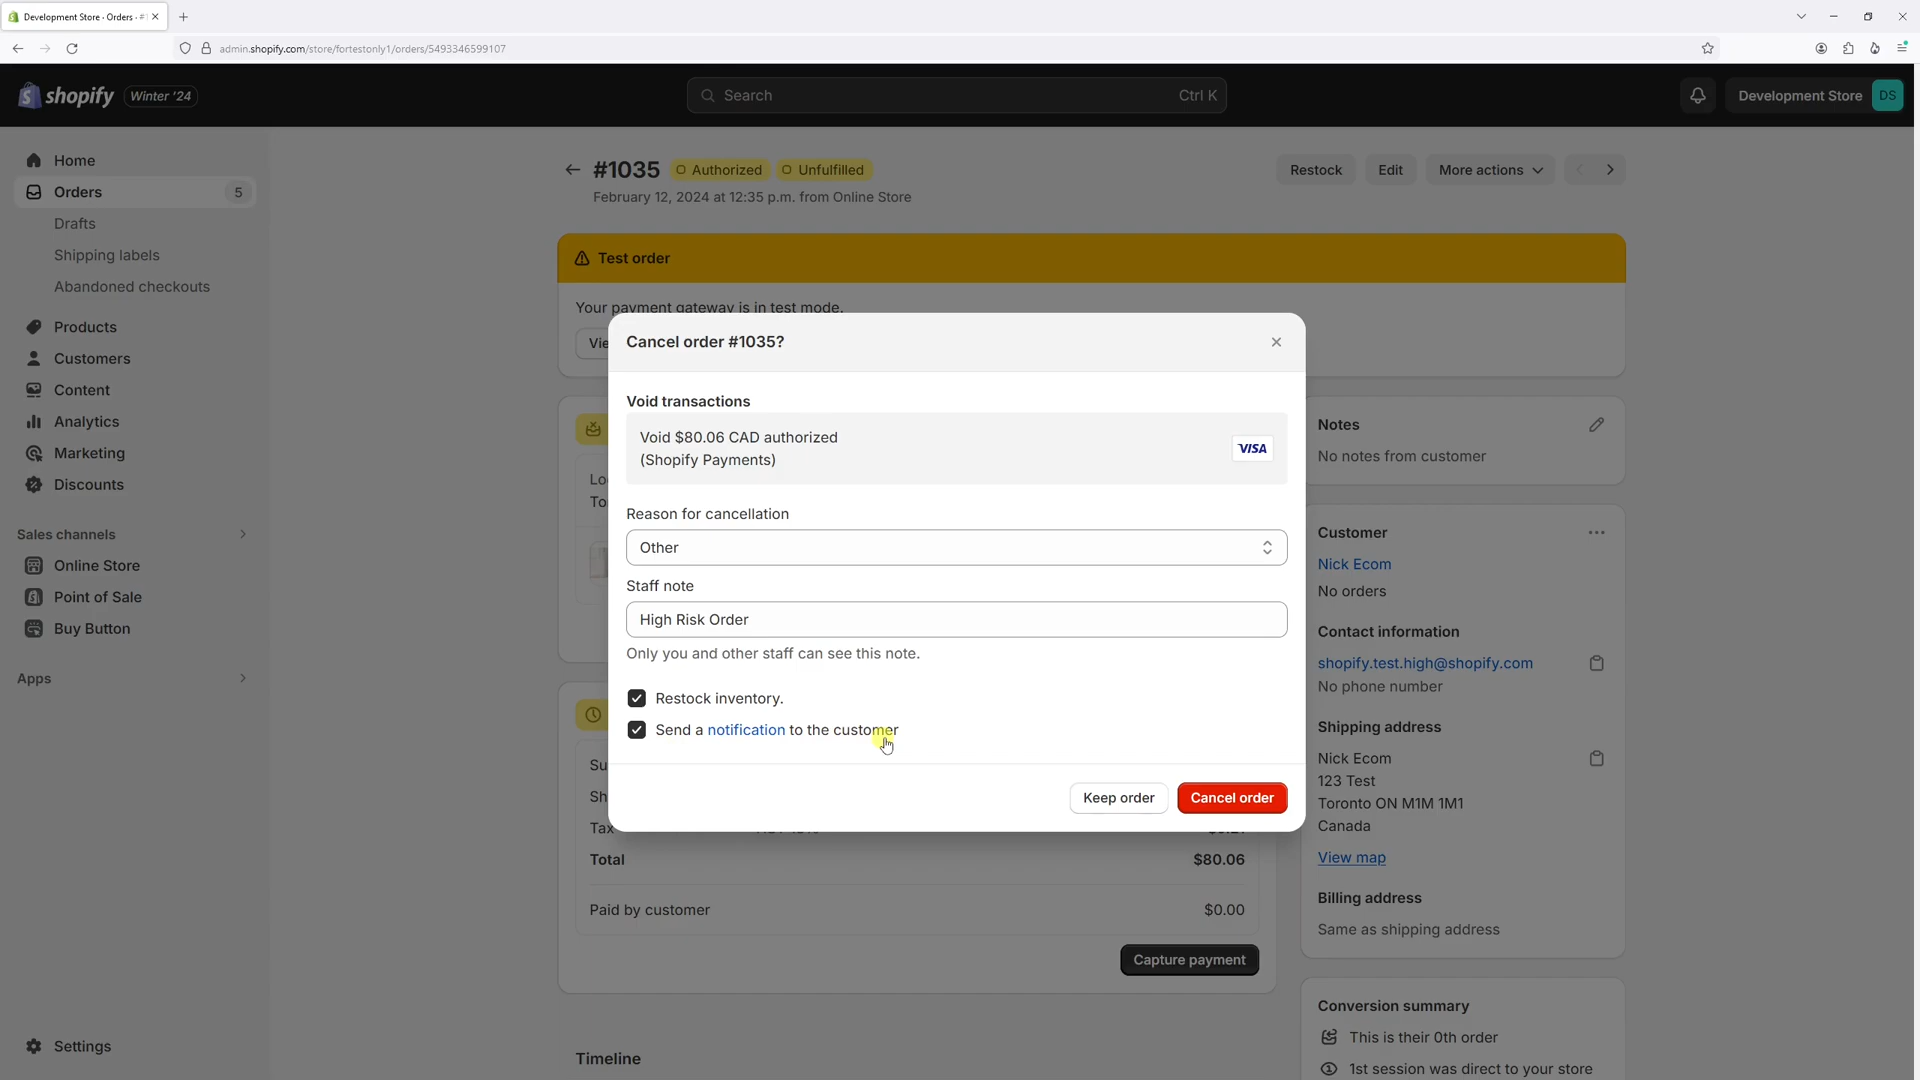 Development Store · Orders · #1
admin.shopify.com/store/fortestonly1/orders/5493346599107
shopify
Winter '24
Search
Ctrl K
Development Store
DS
Home
Orders
5
Drafts
Shipping labels
Abandoned checkouts
Products
Customers
Content
Analytics
Marketing
Discounts
Sales channels
Online Store
Point of Sale
Buy Button
Apps
Settings
#1035
Authorized
Unfulfilled
February 12, 2024 at 12:35 p.m. from Online Store
Restock
Edit
More actions
Test order
Your payment gateway is in test mode.
Cancel order #1035?
Void transactions
Void $80.06 CAD authorized
(Shopify Payments)
VISA
Reason for cancellation
Other
Staff note
High Risk Order
Only you and other staff can see this note.
Restock inventory.
Send a notification to the customer
Keep order
Cancel order
Tax
Total
$80.06
Paid by customer
$0.00
Capture payment
Timeline
Notes
No notes from customer
Customer
Nick Ecom
No orders
Contact information
shopify.test.high@shopify.com
No phone number
Shipping address
Nick Ecom
123 Test
Toronto ON M1M 1M1
Canada
View map
Billing address
Same as shipping address
Conversion summary
This is their 0th order
1st session was direct to your store